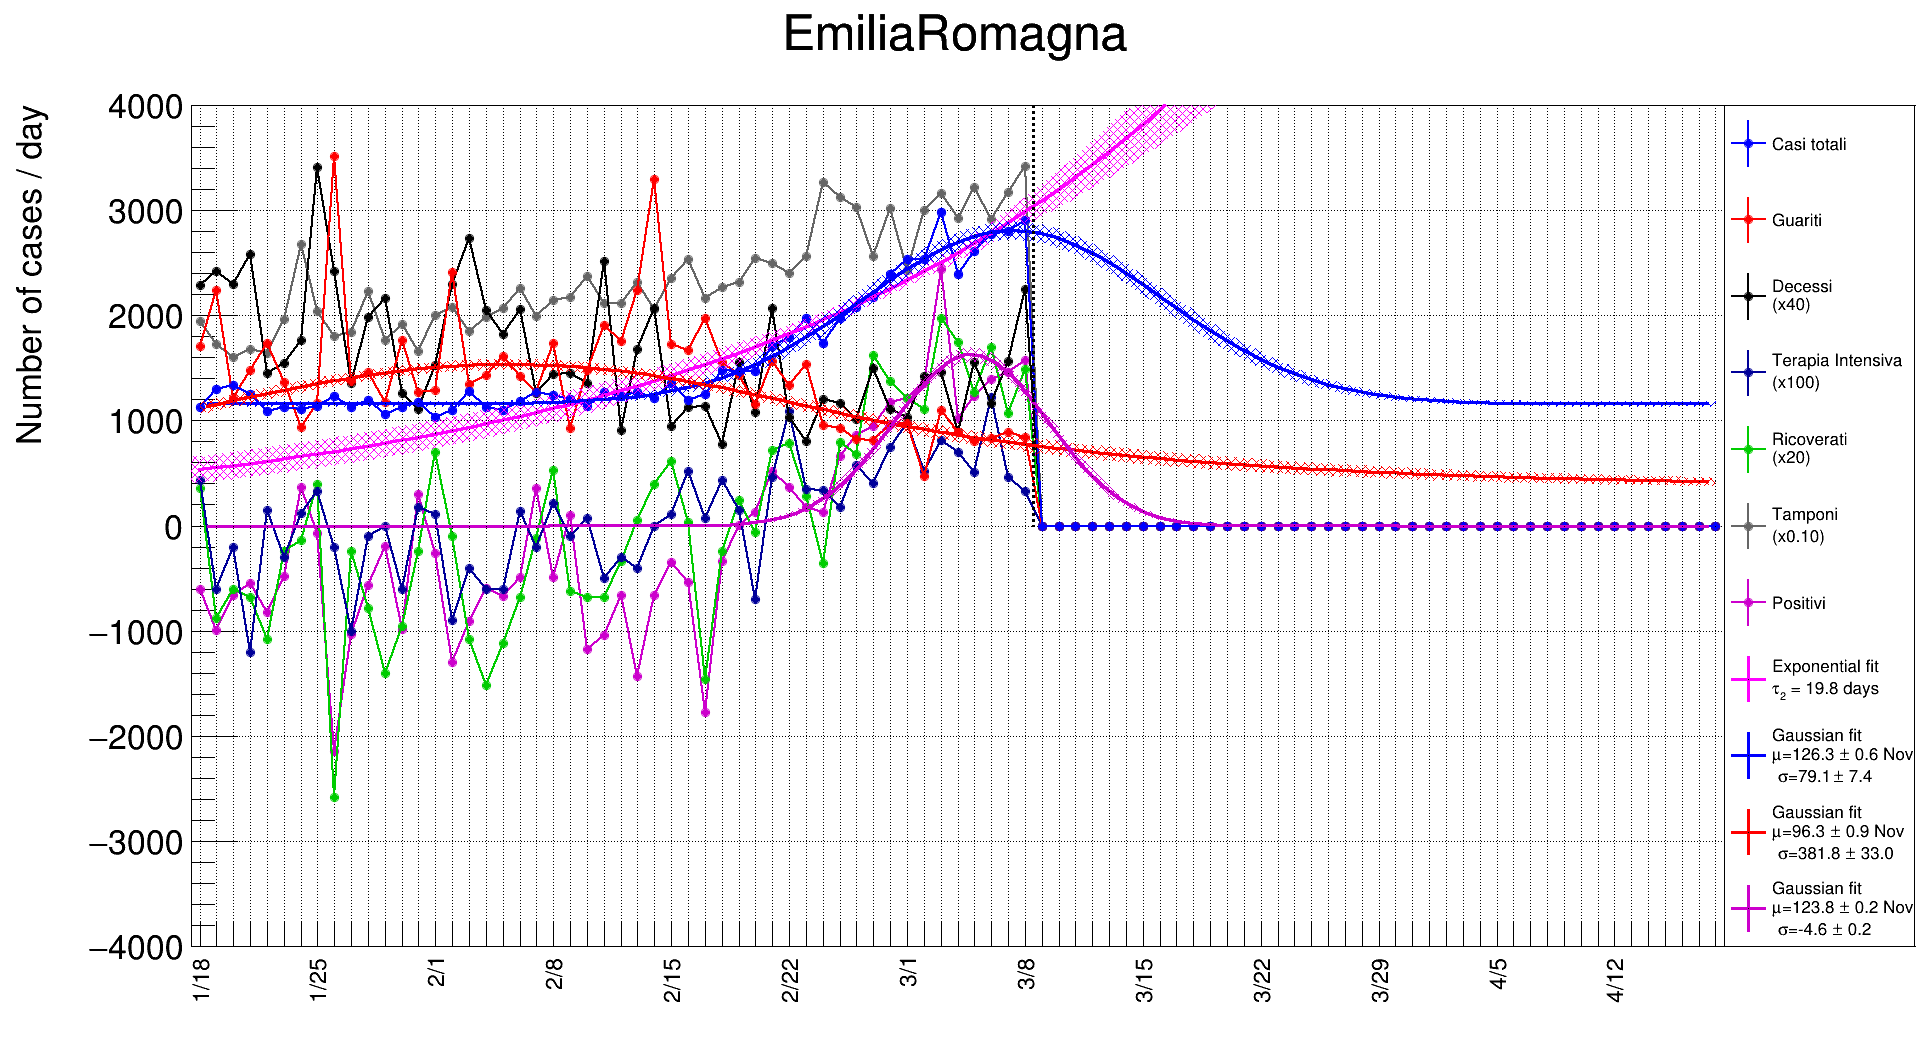 EmiliaRomagna
Number of cases / day
4000
3000
2000
1000
0
−1000
−2000
−3000
−4000
1/18
1/25
2/1
2/8
2/15
2/22
3/1
3/8
3/15
3/22
3/29
4/5
4/12
Casi totali
Guariti
Decessi
(x40)
Terapia Intensiva
(x100)
Ricoverati
(x20)
Tamponi
(x0.10)
Positivi
Exponential fit
τ2 = 19.8 days
Gaussian fit
μ=126.3 ± 0.6 Nov
σ=79.1 ± 7.4
Gaussian fit
μ=96.3 ± 0.9 Nov
σ=381.8 ± 33.0
Gaussian fit
μ=123.8 ± 0.2 Nov
σ=-4.6 ± 0.2